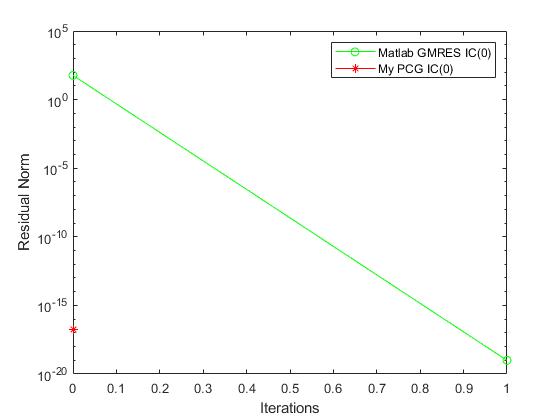 10^5
10^0
10^-5
10^-10
10^-15
10^-20
Residual Norm
Matlab GMRES IC(0)
My PCG IC(0)
0 0.1 0.2 0.3 0.4 0.5 0.6 0.7 0.8 0.9 1
Iterations